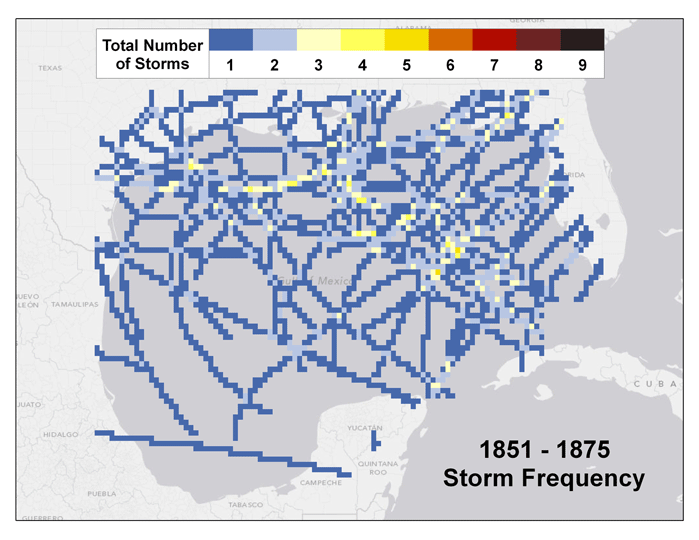 GEORGIA
ALABAMA
Total Number
of Storms
1 2 3 4 5 6 7 8 9
TEXAS
Gulf of Mexico
NUEVO
LEÓN
TAMAULIPAS
CUBA
HIDALGO
YUCATÁN
QUINTANA
ROO
CAMPECHE
PUEBLA
TABASCO
GUERRERO
1851 - 1875
Storm Frequency